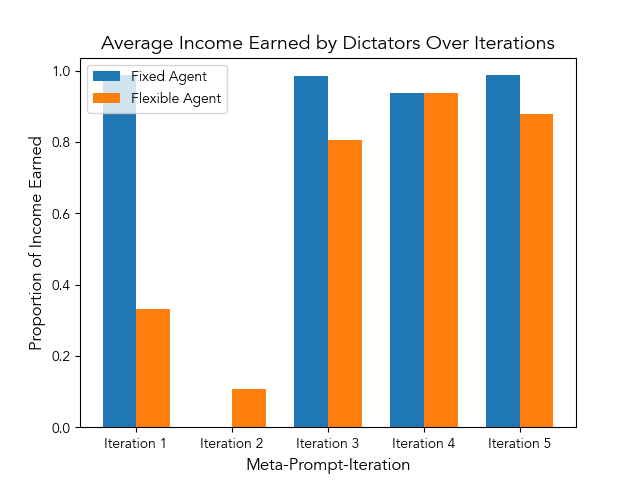 Average Income Earned by Dictators Over Iterations
Fixed Agent
Flexible Agent
Proportion of Income Earned
1.0
0.8
0.6
0.4
0.2
0.0
Iteration 1
Iteration 2
Iteration 3
Iteration 4
Iteration 5
Meta-Prompt-Iteration